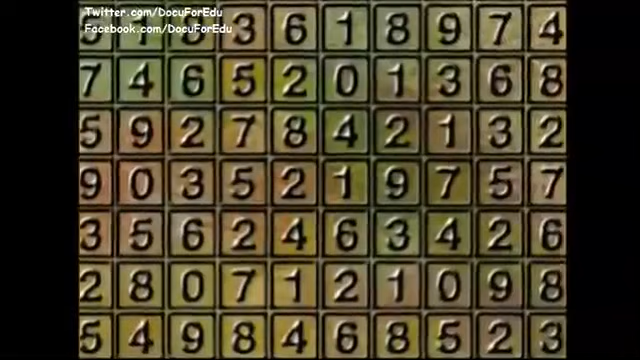 Twitter.com/DocuForEdu
Facebook.com/DocuForEdu
3 6 1 8 9 7 4
7 4 6 5 2 0 1 3 6 8
5 9 2 7 8 4 2 1 3 2
9 0 3 5 2 1 9 7 5 7
3 5 6 2 4 6 3 4 2 6
2 8 0 7 1 2 1 0 9 8
5 4 9 8 4 6 8 5 2 3